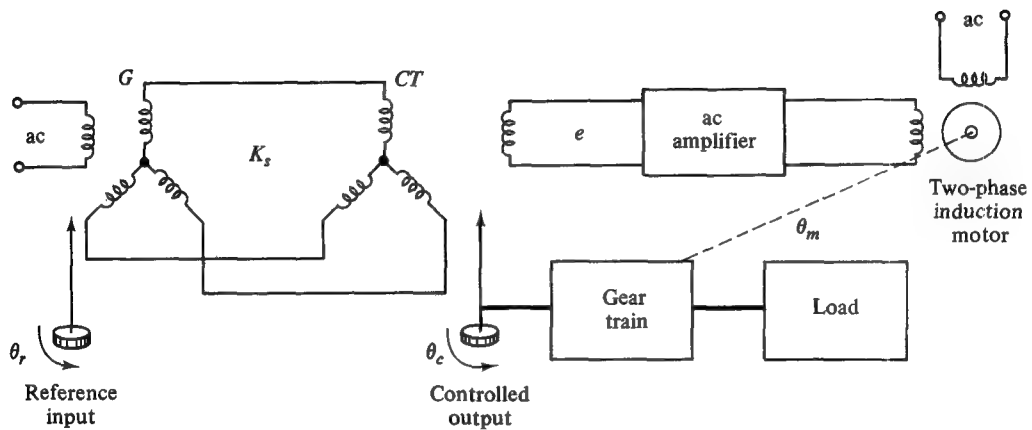 ac
G
CT
ac
K_s
e
ac
amplifier
Two-phase
induction
motor
θ_m
Gear
train
Load
θ_r
θ_c
Reference
input
Controlled
output